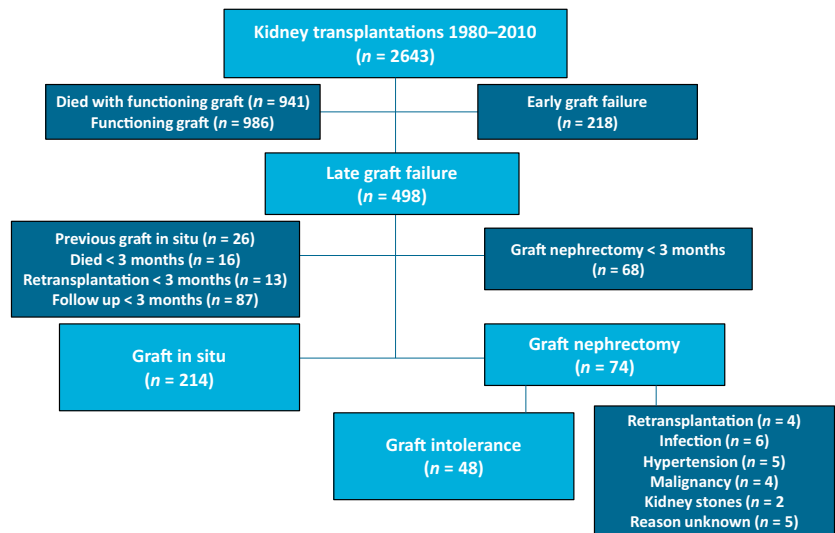 Kidney transplantations 1980–2010
(n = 2643)
Died with functioning graft (n = 941)
Functioning graft (n = 986)
Early graft failure
(n = 218)
Late graft failure
(n = 498)
Previous graft in situ (n = 26)
Died < 3 months (n = 16)
Retransplantation < 3 months (n = 13)
Follow up < 3 months (n = 87)
Graft nephrectomy < 3 months
(n = 68)
Graft in situ
(n = 214)
Graft nephrectomy
(n = 74)
Graft intolerance
(n = 48)
Retransplantation (n = 4)
Infection (n = 6)
Hypertension (n = 5)
Malignancy (n = 4)
Kidney stones (n = 2
Reason unknown (n = 5)